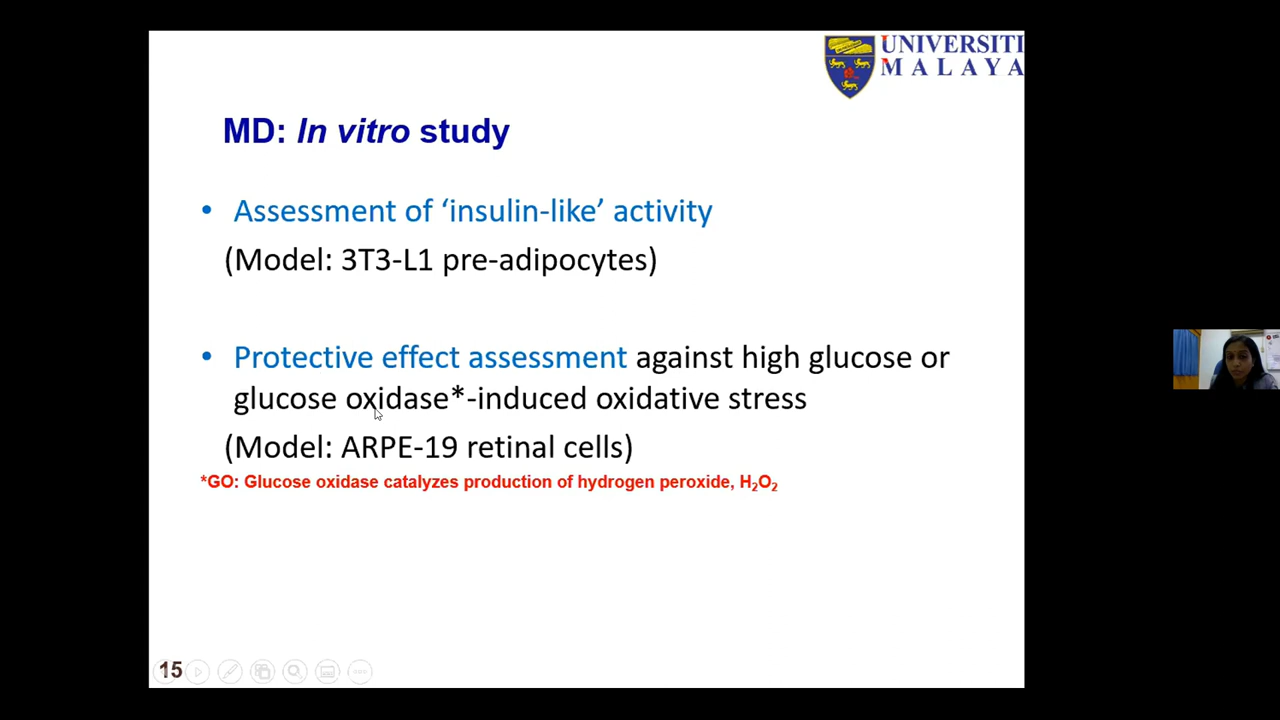 UNIVERSITI
MALAYA
MD: In vitro study
• Assessment of ‘insulin-like’ activity
(Model: 3T3-L1 pre-adipocytes)
• Protective effect assessment against high glucose or
glucose oxidase*-induced oxidative stress
(Model: ARPE-19 retinal cells)
*GO: Glucose oxidase catalyzes production of hydrogen peroxide, H₂O₂
15